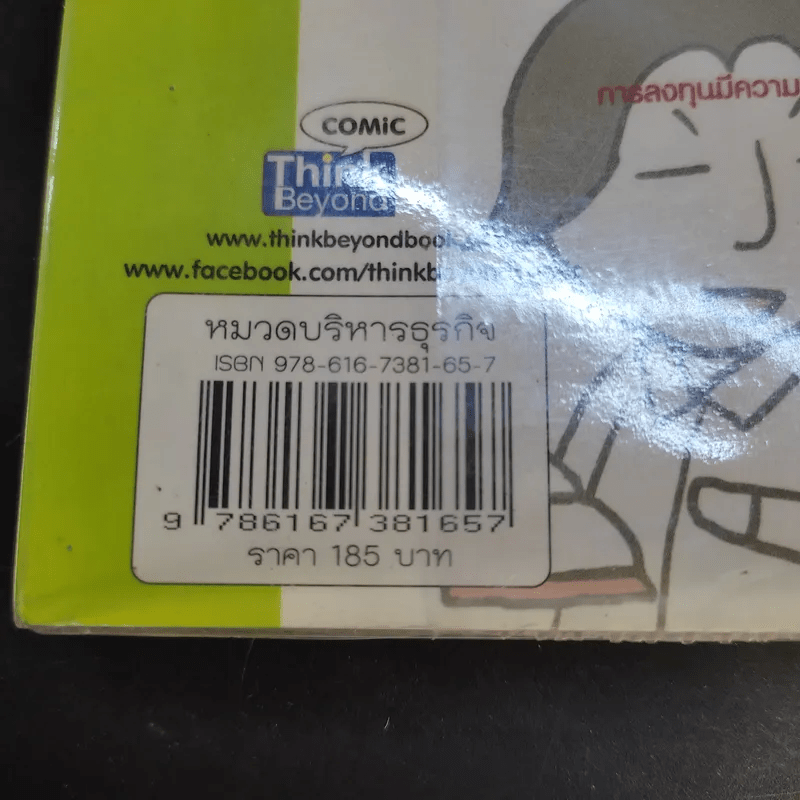 การลงทุนมีความ
COMiC
Think
Beyond
www.thinkbeyondbook
www.facebook.com/thinkbeyond
หมวดบริหารธุรกิจ
ISBN 978-616-7381-65-7
9 786167 381657
ราคา 185 บาท